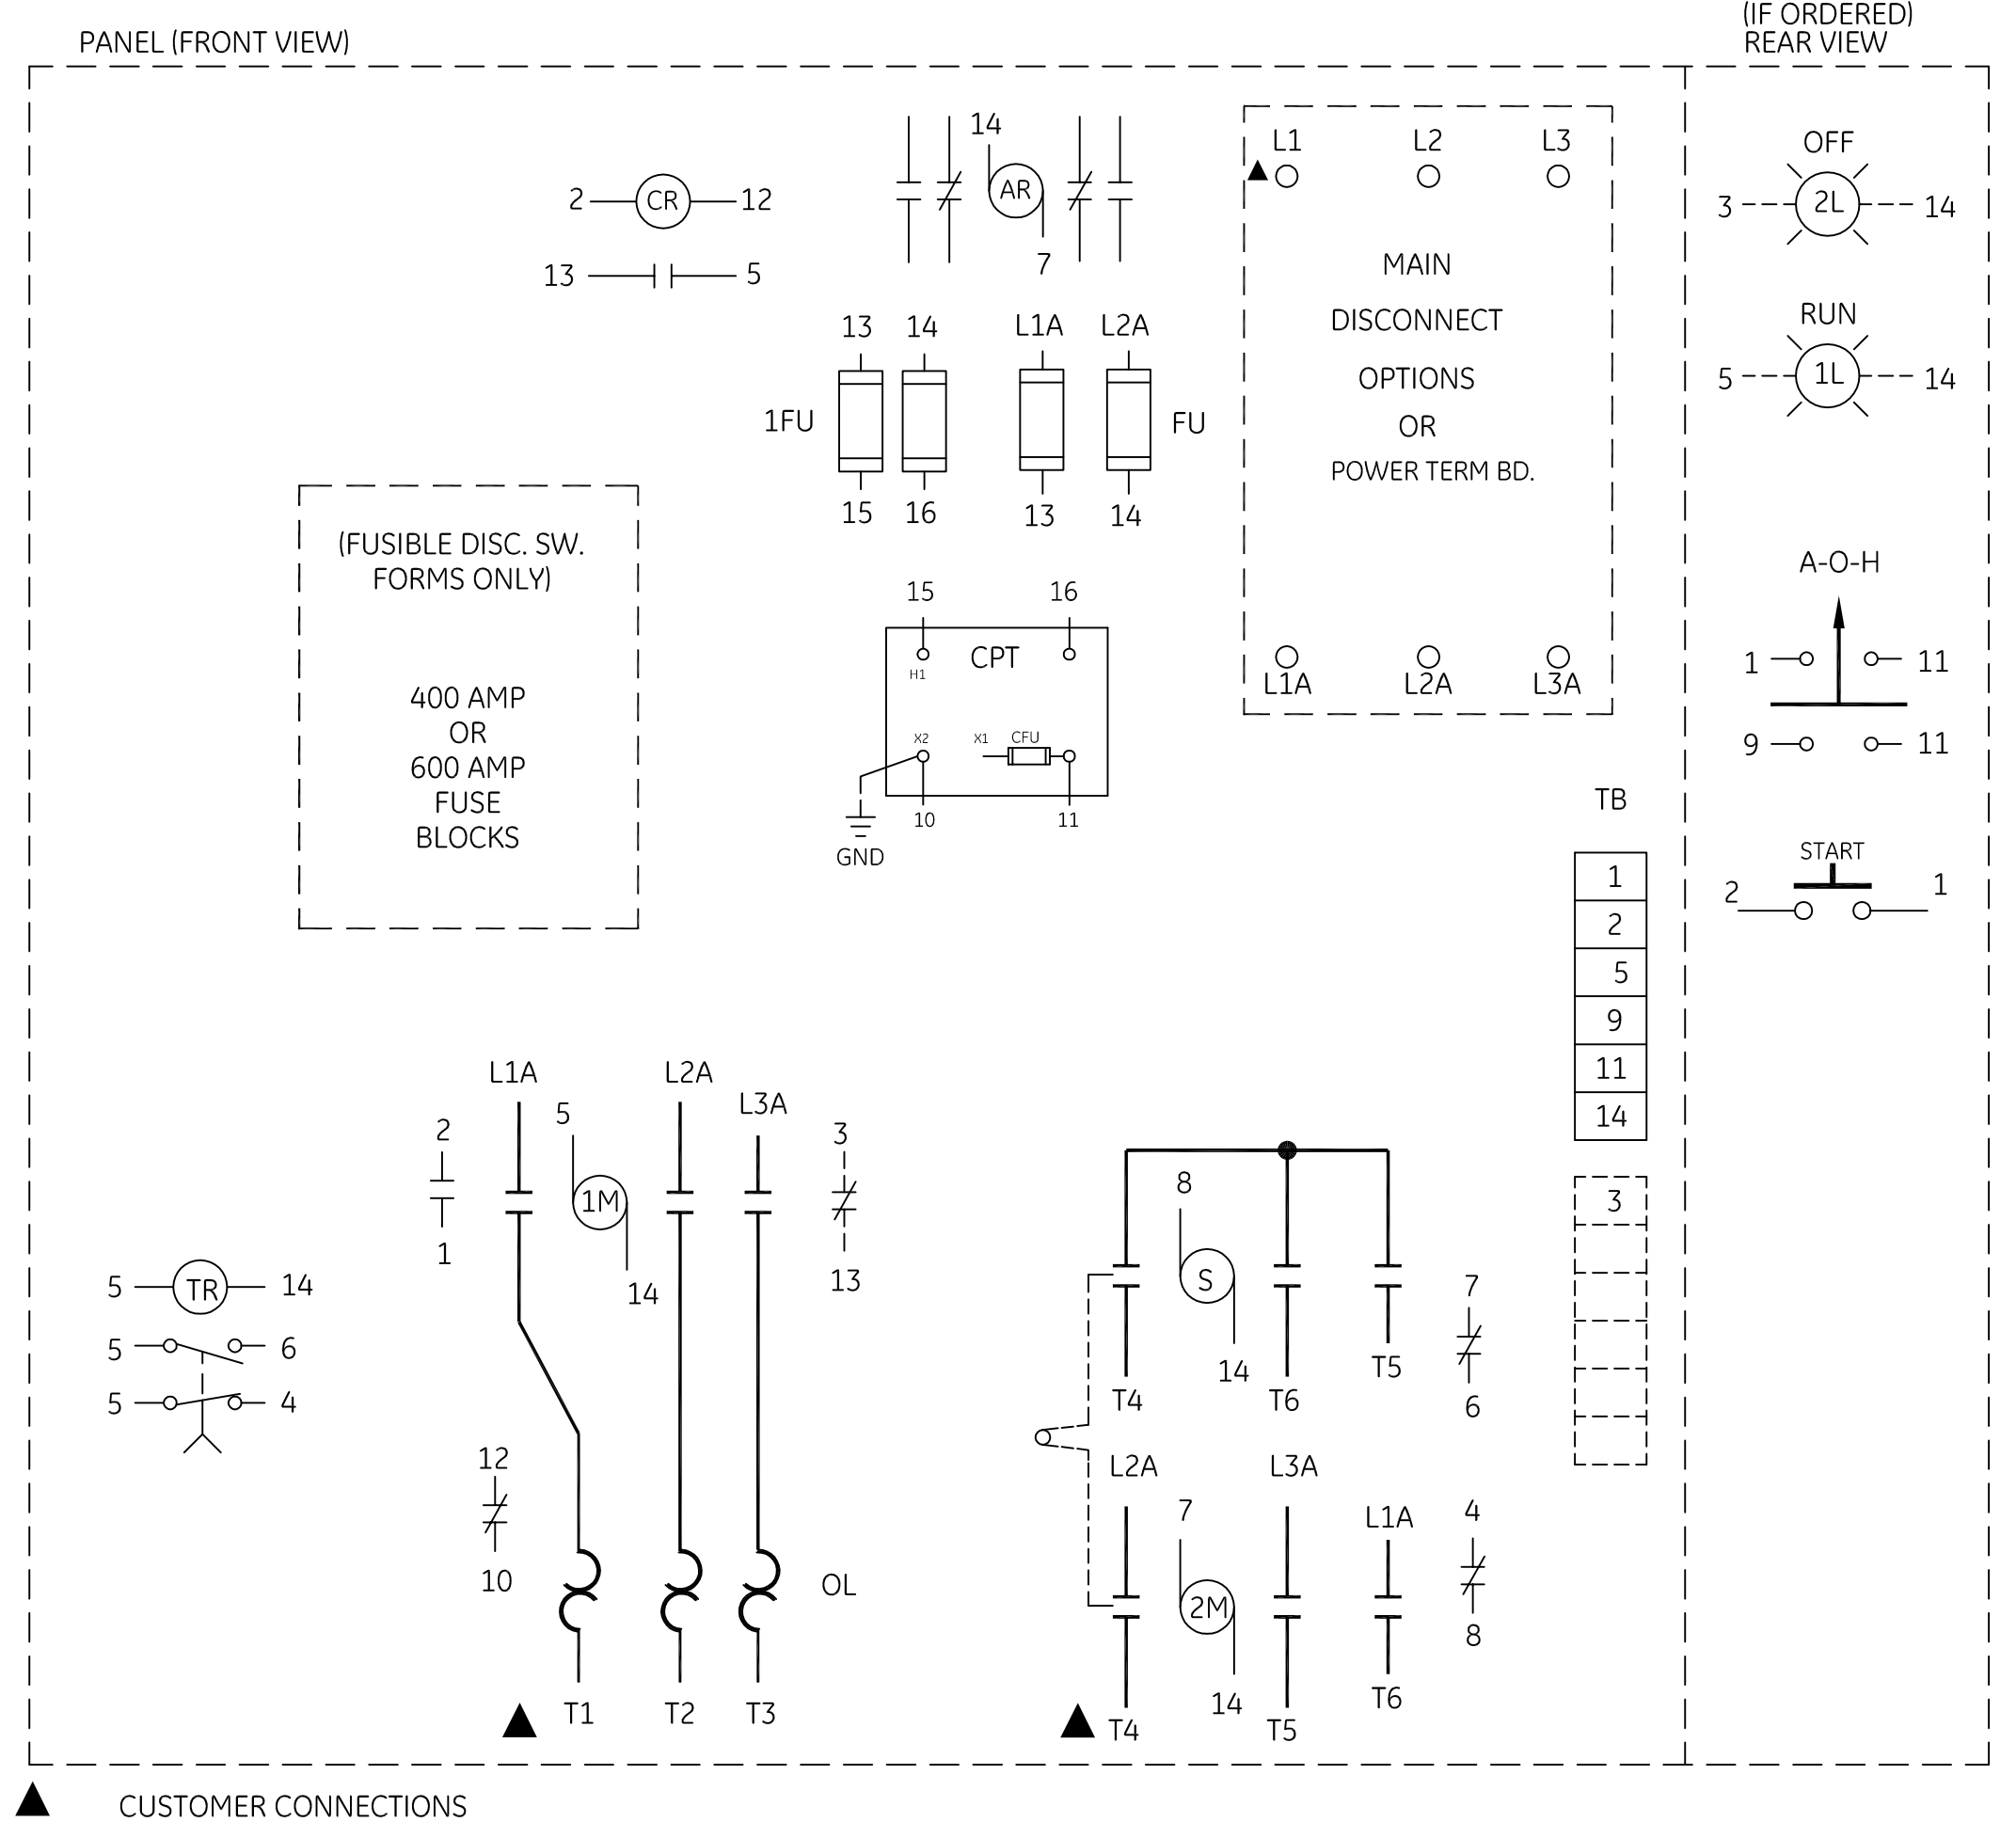 PANEL (FRONT VIEW)
(IF ORDERED)
REAR VIEW
2 CR 12
13 5
14
AR
7
L1 L2 L3
MAIN
DISCONNECT
OPTIONS
OR
POWER TERM BD.
L1A L2A L3A
13 14 L1A L2A
1FU FU
15 16 13 14
(FUSIBLE DISC. SW.
FORMS ONLY)
400 AMP
OR
600 AMP
FUSE
BLOCKS
15 16
CPT
H1
X2 X1 CFU
10 11
GND
OFF
3 2L 14
RUN
5 1L 14
A-O-H
1 11
9 11
START
2 1
TB
1
2
5
9
11
14
3
5 TR 14
5 6
5 4
2
1
L1A
5
1M
14
L2A
L3A
3
13
12
10
OL
T1 T2 T3
8
S
14
T4 T6 T5
7
6
L2A L3A L1A
7
2M
14
4
8
T4 T5 T6
CUSTOMER CONNECTIONS